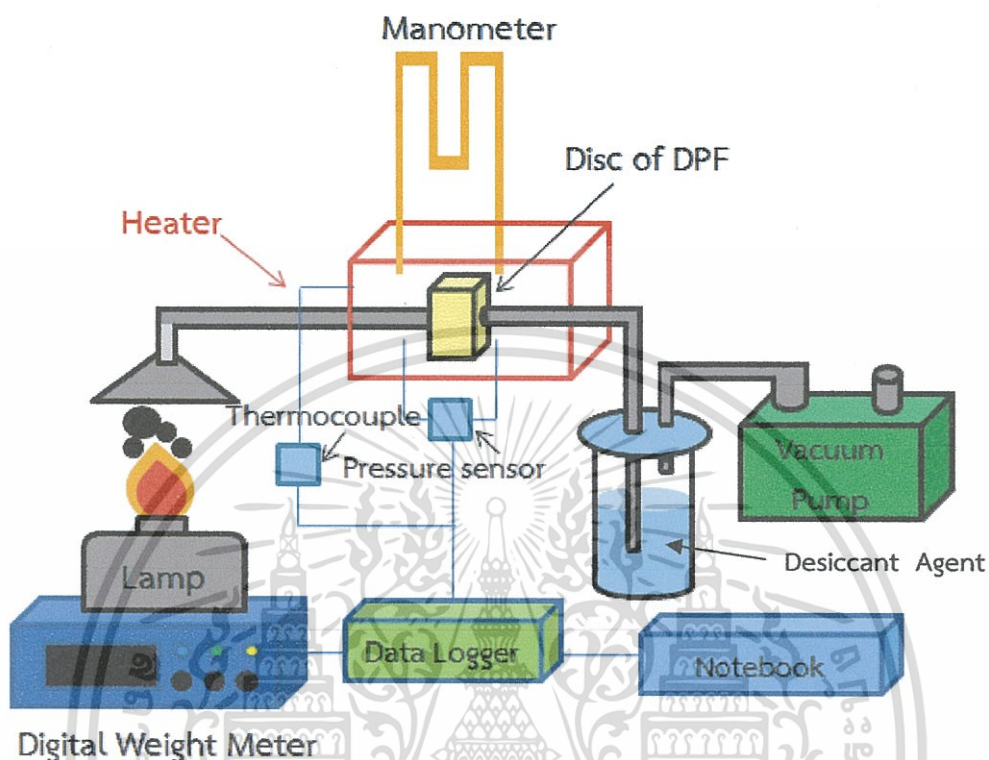 Manometer
Disc of DPF
Heater
Thermocouple
Pressure sensor
Vacuum
Pump
Desiccant Agent
Lamp
Data Logger
Notebook
Digital Weight Meter